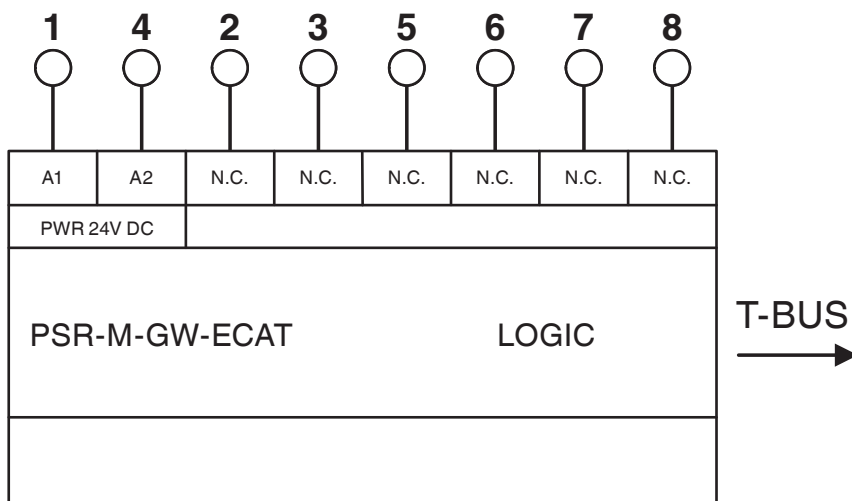 1 4 2 3 5 6 7 8
A1 A2 N.C. N.C. N.C. N.C. N.C. N.C.
PWR 24V DC
T-BUS
PSR-M-GW-ECAT LOGIC